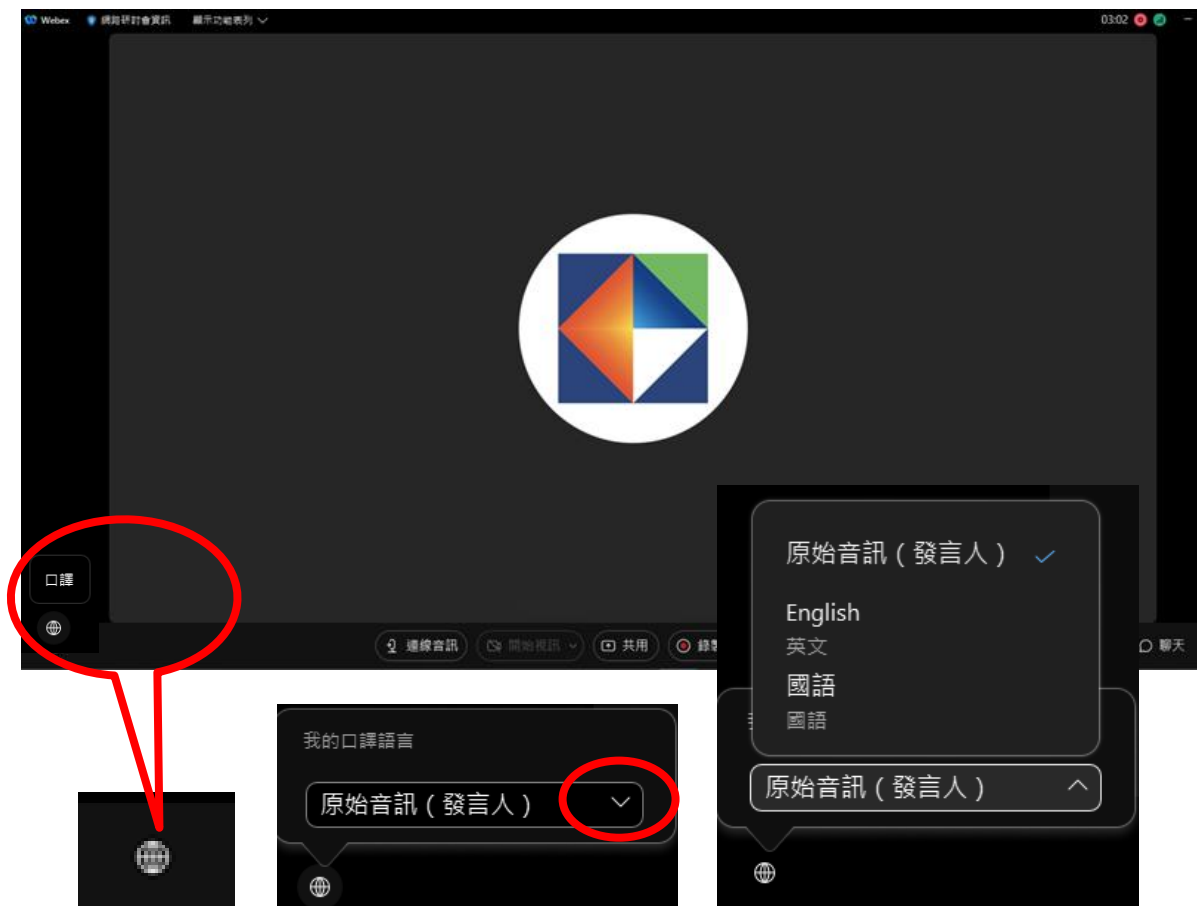 Webex 網路研討會資訊 顯示功能表列
03:02
口譯
連線音訊 開始視訊 共用 錄製
聊天
我的口譯語言
原始音訊（發言人）
原始音訊（發言人）
English
英文
國語
國語
原始音訊（發言人）